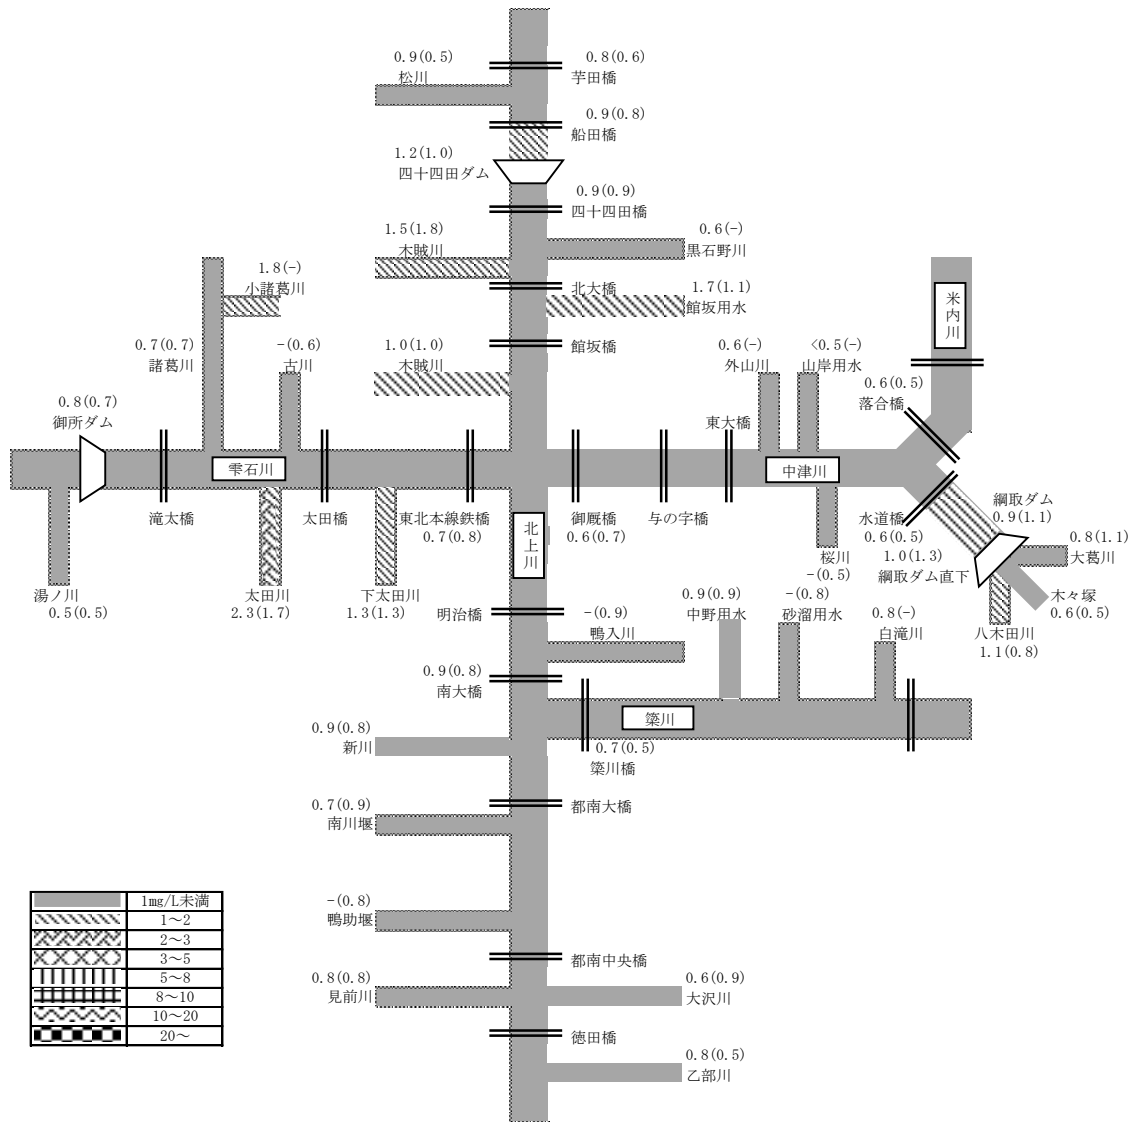 0.9(0.5)
松川
0.8(0.6)
芋田橋
0.9(0.8)
船田橋
1.2(1.0)
四十四田ダム
0.9(0.9)
四十四田橋
1.5(1.8)
木賊川
0.6(-)
黒石野川
1.8(-)
小諸葛川
北大橋
1.7(1.1)
館坂用水
米内川
0.7(0.7)
諸葛川
-(0.6)
古川
1.0(1.0)
木賊川
館坂橋
0.6(-)
外山川
<0.5(-)
山岸用水
0.6(0.5)
落合橋
0.8(0.7)
御所ダム
東大橋
雫石川
中津川
滝太橋
太田橋
東北本線鉄橋
0.7(0.8)
北上川
御厩橋
0.6(0.7)
与の字橋
水道橋
0.6(0.5)
綱取ダム
0.9(1.1)
1.0(1.3)
綱取ダム直下
0.8(1.1)
大葛川
桜川
-(0.5)
木々塚
0.6(0.5)
八木田川
1.1(0.8)
湯ノ川
0.5(0.5)
太田川
2.3(1.7)
下太田川
1.3(1.3)
明治橋
-(0.9)
鴨入川
0.9(0.9)
中野用水
-(0.8)
砂溜用水
0.8(-)
白滝川
0.9(0.8)
南大橋
簗川
0.9(0.8)
新川
0.7(0.5)
簗川橋
0.7(0.9)
南川堰
都南大橋
-(0.8)
鴨助堰
都南中央橋
0.8(0.8)
見前川
0.6(0.9)
大沢川
徳田橋
0.8(0.5)
乙部川
1mg/L未満
1～2
2～3
3～5
5～8
8～10
10～20
20～